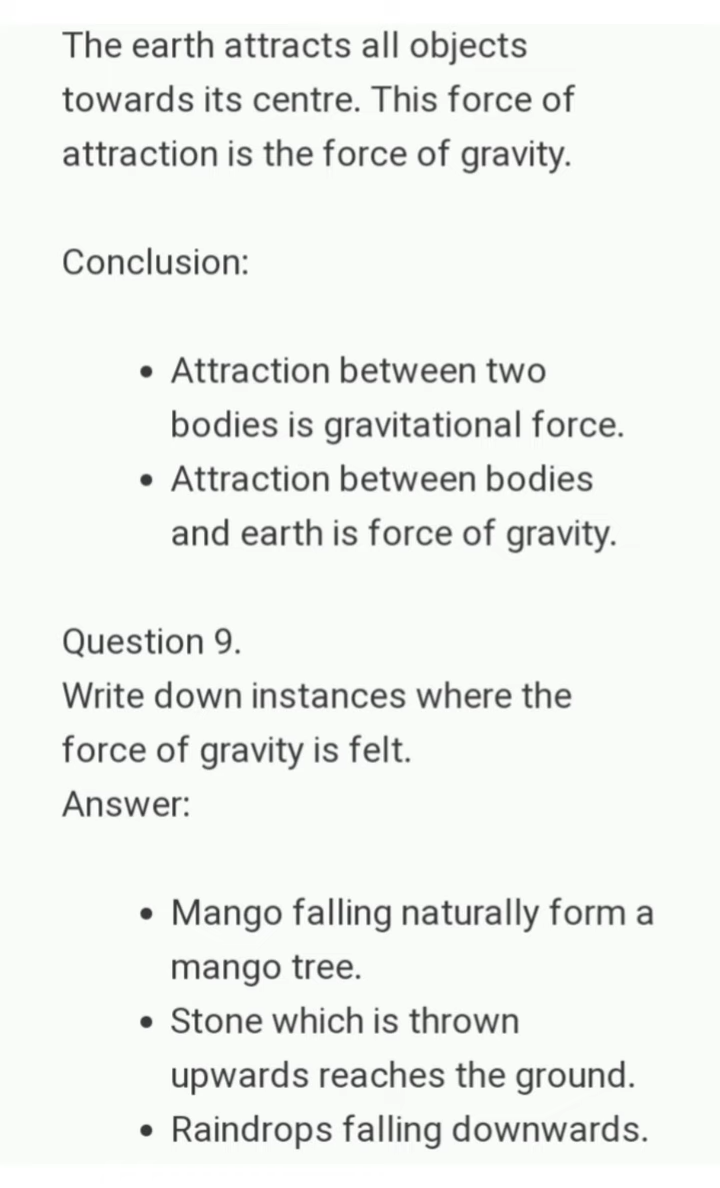 The earth attracts all objects
towards its centre. This force of
attraction is the force of gravity.
Conclusion:
• Attraction between two
bodies is gravitational force.
• Attraction between bodies
and earth is force of gravity.
Question 9.
Write down instances where the
force of gravity is felt.
Answer:
• Mango falling naturally form a
mango tree.
• Stone which is thrown
upwards reaches the ground.
• Raindrops falling downwards.